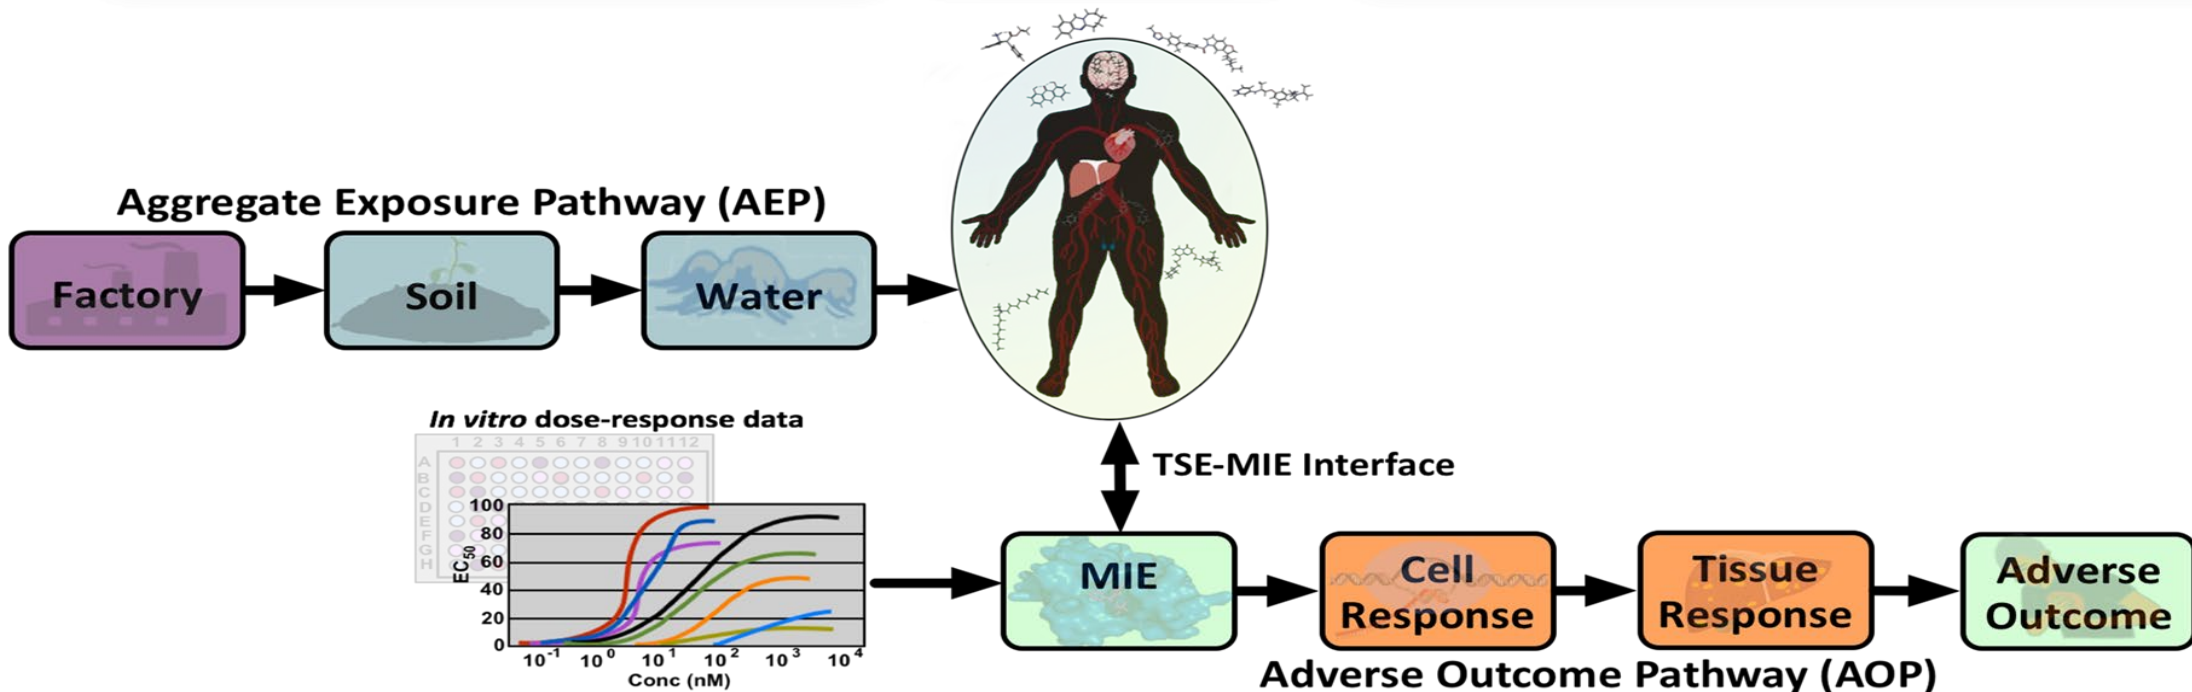 Aggregate Exposure Pathway (AEP)
Factory
Soil
Water
In vitro dose-response data
1 2 3 4 5 6 7 8 9 10 11 12
A
B
C
D
E
F
G
H
100
80
60
40
20
0
EC50
10-1 100 101 102 103 104
Conc (nM)
TSE-MIE Interface
MIE
Cell
Response
Tissue
Response
Adverse
Outcome
Adverse Outcome Pathway (AOP)